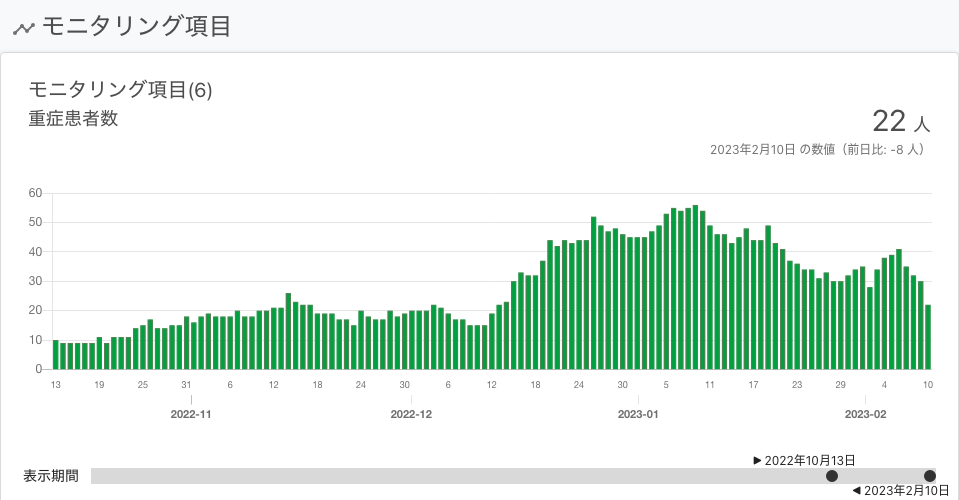 モニタリング項目
モニタリング項目(6)
重症患者数
22 人
2023年2月10日 の数値（前日比: -8 人）
60
50
40
30
20
10
0
13 19 25 31 6 12 18 24 30 6 12 18 24 30 5 11 17 23 29 4 10
2022-11 2022-12 2023-01 2023-02
▶ 2022年10月13日
表示期間
◀ 2023年2月10日